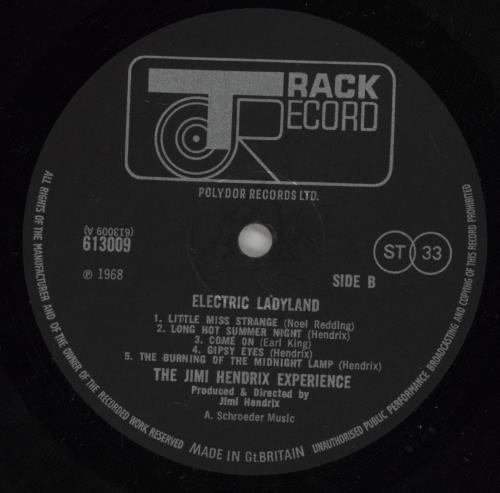 TRACK
RECORD
POLYDOR RECORDS LTD.
613009
(613009 A)
℗ 1968
ST 33
SIDE B
ELECTRIC LADYLAND
1. LITTLE MISS STRANGE (Noel Redding)
2. LONG HOT SUMMER NIGHT (Hendrix)
3. COME ON (Earl King)
4. GIPSY EYES (Hendrix)
5. THE BURNING OF THE MIDNIGHT LAMP (Hendrix)
THE JIMI HENDRIX EXPERIENCE
Produced & Directed by
Jimi Hendrix
A. Schroeder Music
ALL RIGHTS OF THE MANUFACTURER AND OF THE OWNER OF THE RECORDED WORK RESERVED
MADE IN Gt.BRITAIN
UNAUTHORISED PUBLIC PERFORMANCE BROADCASTING AND COPYING OF THIS RECORD PROHIBITED